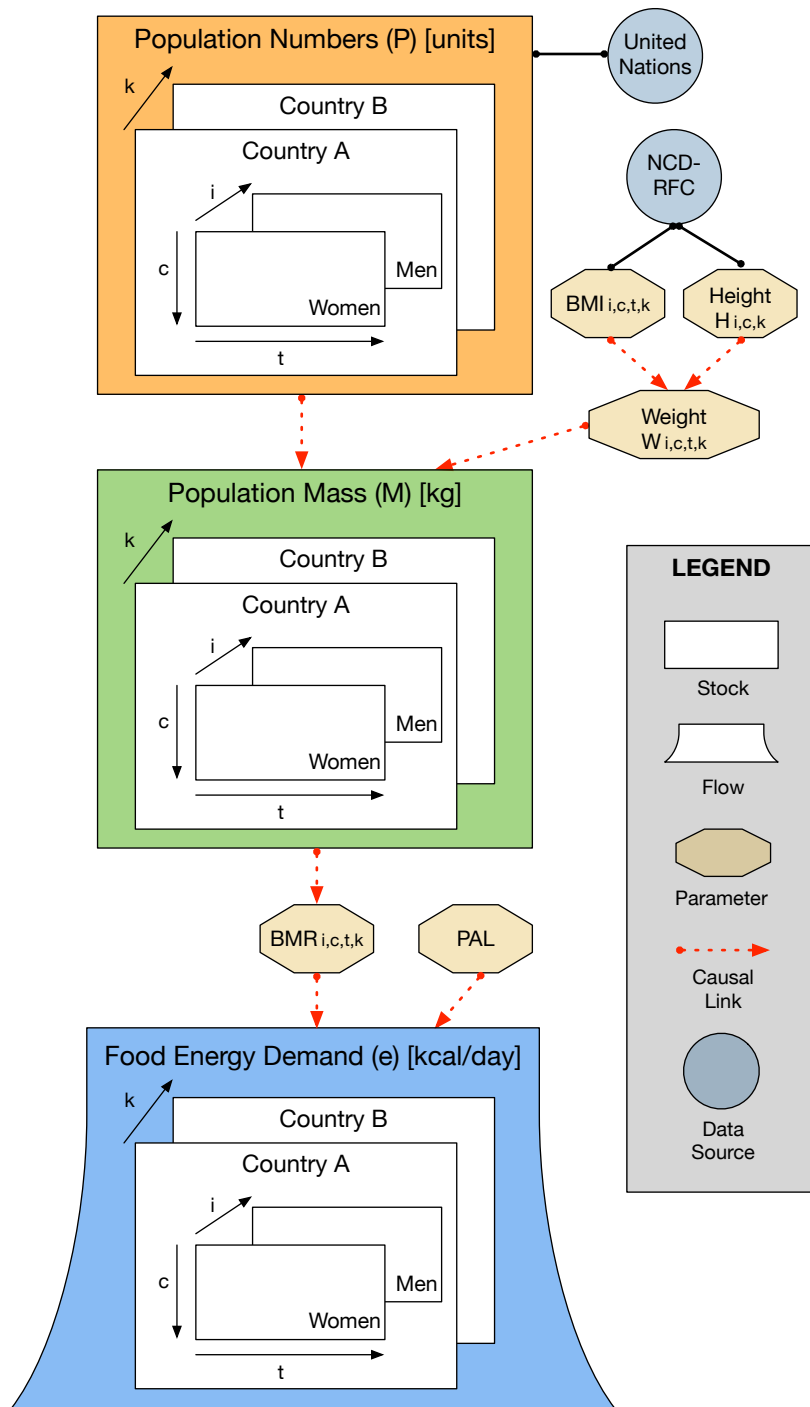 Population Numbers (P) [units]
k
Country B
Country A
i
c
Men
Women
t
United
Nations
NCD-
RFC
BMI i,c,t,k
Height
H i,c,k
Weight
W i,c,t,k
Population Mass (M) [kg]
k
Country B
Country A
i
c
Men
Women
t
BMR i,c,t,k
PAL
Food Energy Demand (e) [kcal/day]
k
Country B
Country A
i
c
Men
Women
t
LEGEND
Stock
Flow
Parameter
Causal
Link
Data
Source